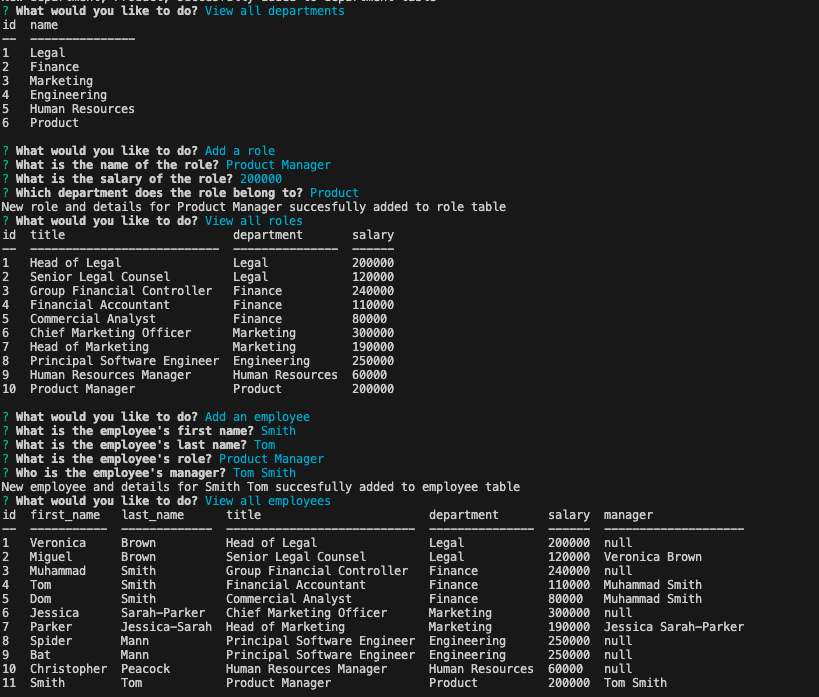 New department, Product, succesfully added to department table
? What would you like to do? View all departments
id name
1 Legal
2 Finance
3 Marketing
4 Engineering
5 Human Resources
6 Product
? What would you like to do? Add a role
? What is the name of the role? Product Manager
? What is the salary of the role? 200000
? Which department does the role belong to? Product
New role and details for Product Manager succesfully added to role table
? What would you like to do? View all roles
id title department salary
1 Head of Legal Legal 200000
2 Senior Legal Counsel Legal 120000
3 Group Financial Controller Finance 240000
4 Financial Accountant Finance 110000
5 Commercial Analyst Finance 80000
6 Chief Marketing Officer Marketing 300000
7 Head of Marketing Marketing 190000
8 Principal Software Engineer Engineering 250000
9 Human Resources Manager Human Resources 60000
10 Product Manager Product 200000
? What would you like to do? Add an employee
? What is the employee's first name? Smith
? What is the employee's last name? Tom
? What is the employee's role? Product Manager
? Who is the employee's manager? Tom Smith
New employee and details for Smith Tom succesfully added to employee table
? What would you like to do? View all employees
id first_name last_name title department salary manager
1 Veronica Brown Head of Legal Legal 200000 null
2 Miguel Brown Senior Legal Counsel Legal 120000 Veronica Brown
3 Muhammad Smith Group Financial Controller Finance 240000 null
4 Tom Smith Financial Accountant Finance 110000 Muhammad Smith
5 Dom Smith Commercial Analyst Finance 80000 Muhammad Smith
6 Jessica Sarah-Parker Chief Marketing Officer Marketing 300000 null
7 Parker Jessica-Sarah Head of Marketing Marketing 190000 Jessica Sarah-Parker
8 Spider Mann Principal Software Engineer Engineering 250000 null
9 Bat Mann Principal Software Engineer Engineering 250000 null
10 Christopher Peacock Human Resources Manager Human Resources 60000 null
11 Smith Tom Product Manager Product 200000 Tom Smith